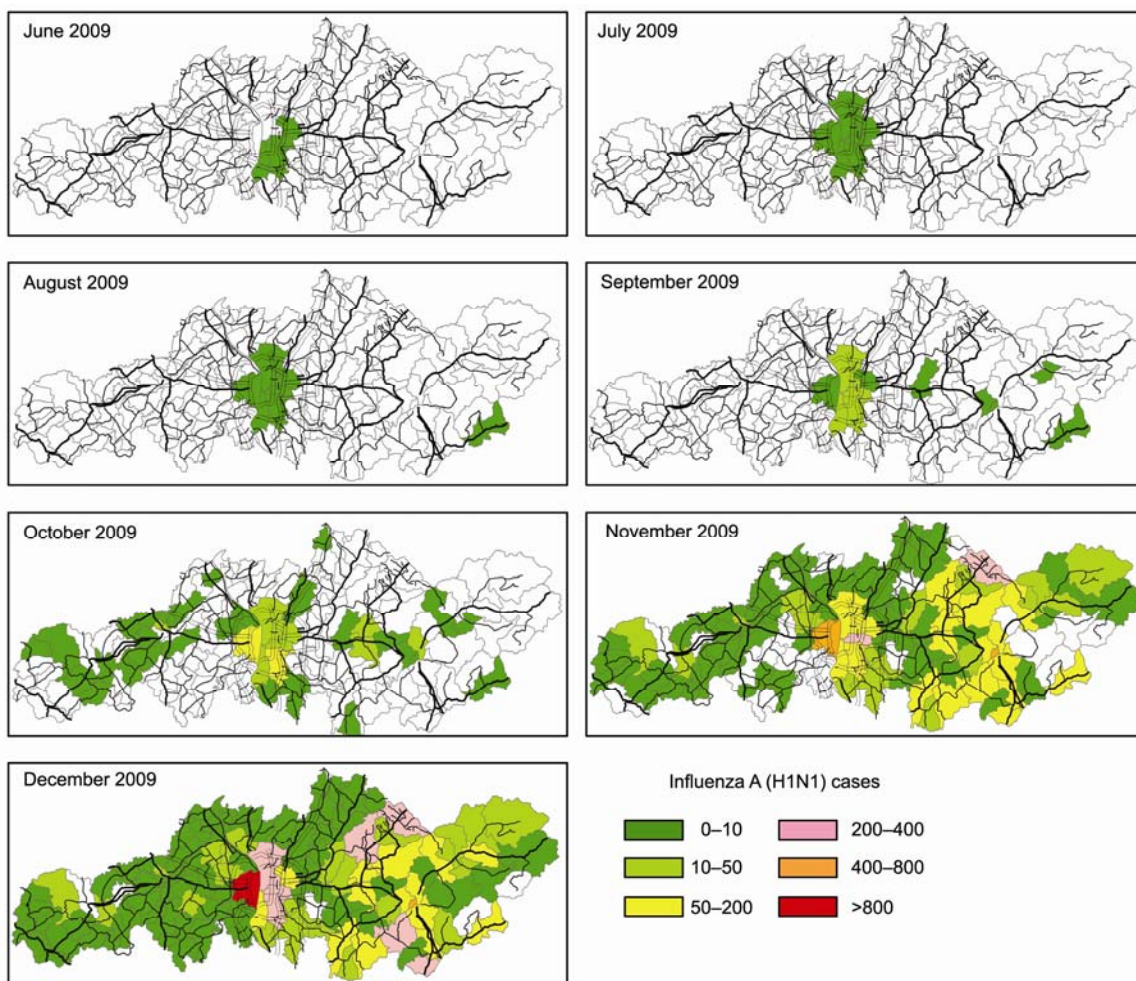 June 2009
July 2009
August 2009
September 2009
October 2009
November 2009
December 2009
Influenza A (H1N1) cases
0–10
200–400
10–50
400–800
50–200
>800